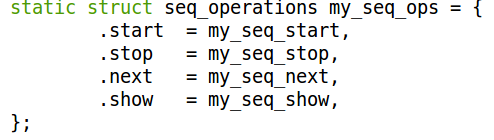 static struct seq_operations my_seq_ops = {
        .start  = my_seq_start,
        .stop   = my_seq_stop,
        .next   = my_seq_next,
        .show   = my_seq_show,
};